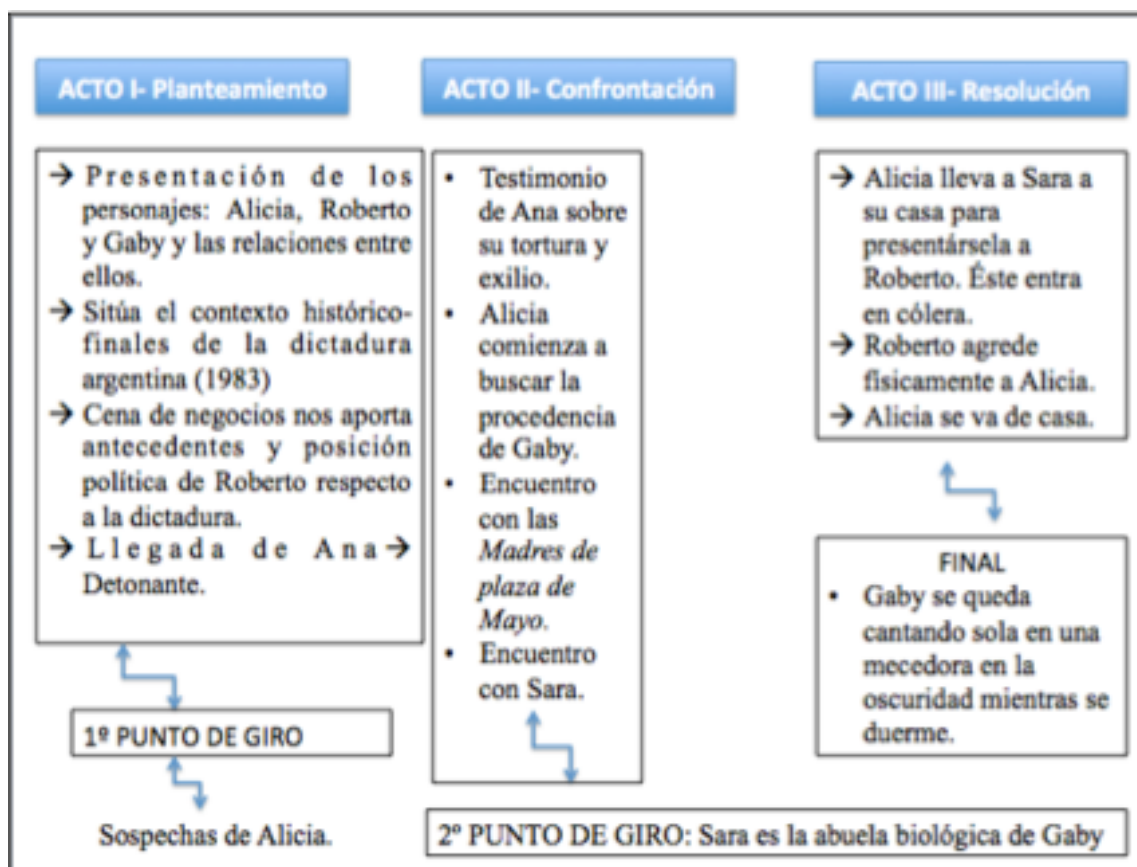 ACTO I- Planteamiento
→ Presentación de los
personajes: Alicia, Roberto
y Gaby y las relaciones entre
ellos.
→ Sitúa el contexto histórico-
finales de la dictadura
argentina (1983)
→ Cena de negocios nos aporta
antecedentes y posición
política de Roberto respecto
a la dictadura.
→ Llegada de Ana→
Detonante.
1º PUNTO DE GIRO
Sospechas de Alicia.
ACTO II- Confrontación
• Testimonio
de Ana sobre
su tortura y
exilio.
• Alicia
comienza a
buscar la
procedencia
de Gaby.
• Encuentro
con las
Madres de
plaza de
Mayo.
• Encuentro
con Sara.
2º PUNTO DE GIRO: Sara es la abuela biológica de Gaby
ACTO III- Resolución
→ Alicia lleva a Sara a
su casa para
presentársela a
Roberto. Éste entra
en cólera.
→ Roberto agrede
físicamente a Alicia.
→ Alicia se va de casa.
FINAL
• Gaby se queda
cantando sola en una
mecedora en la
oscuridad mientras se
duerme.